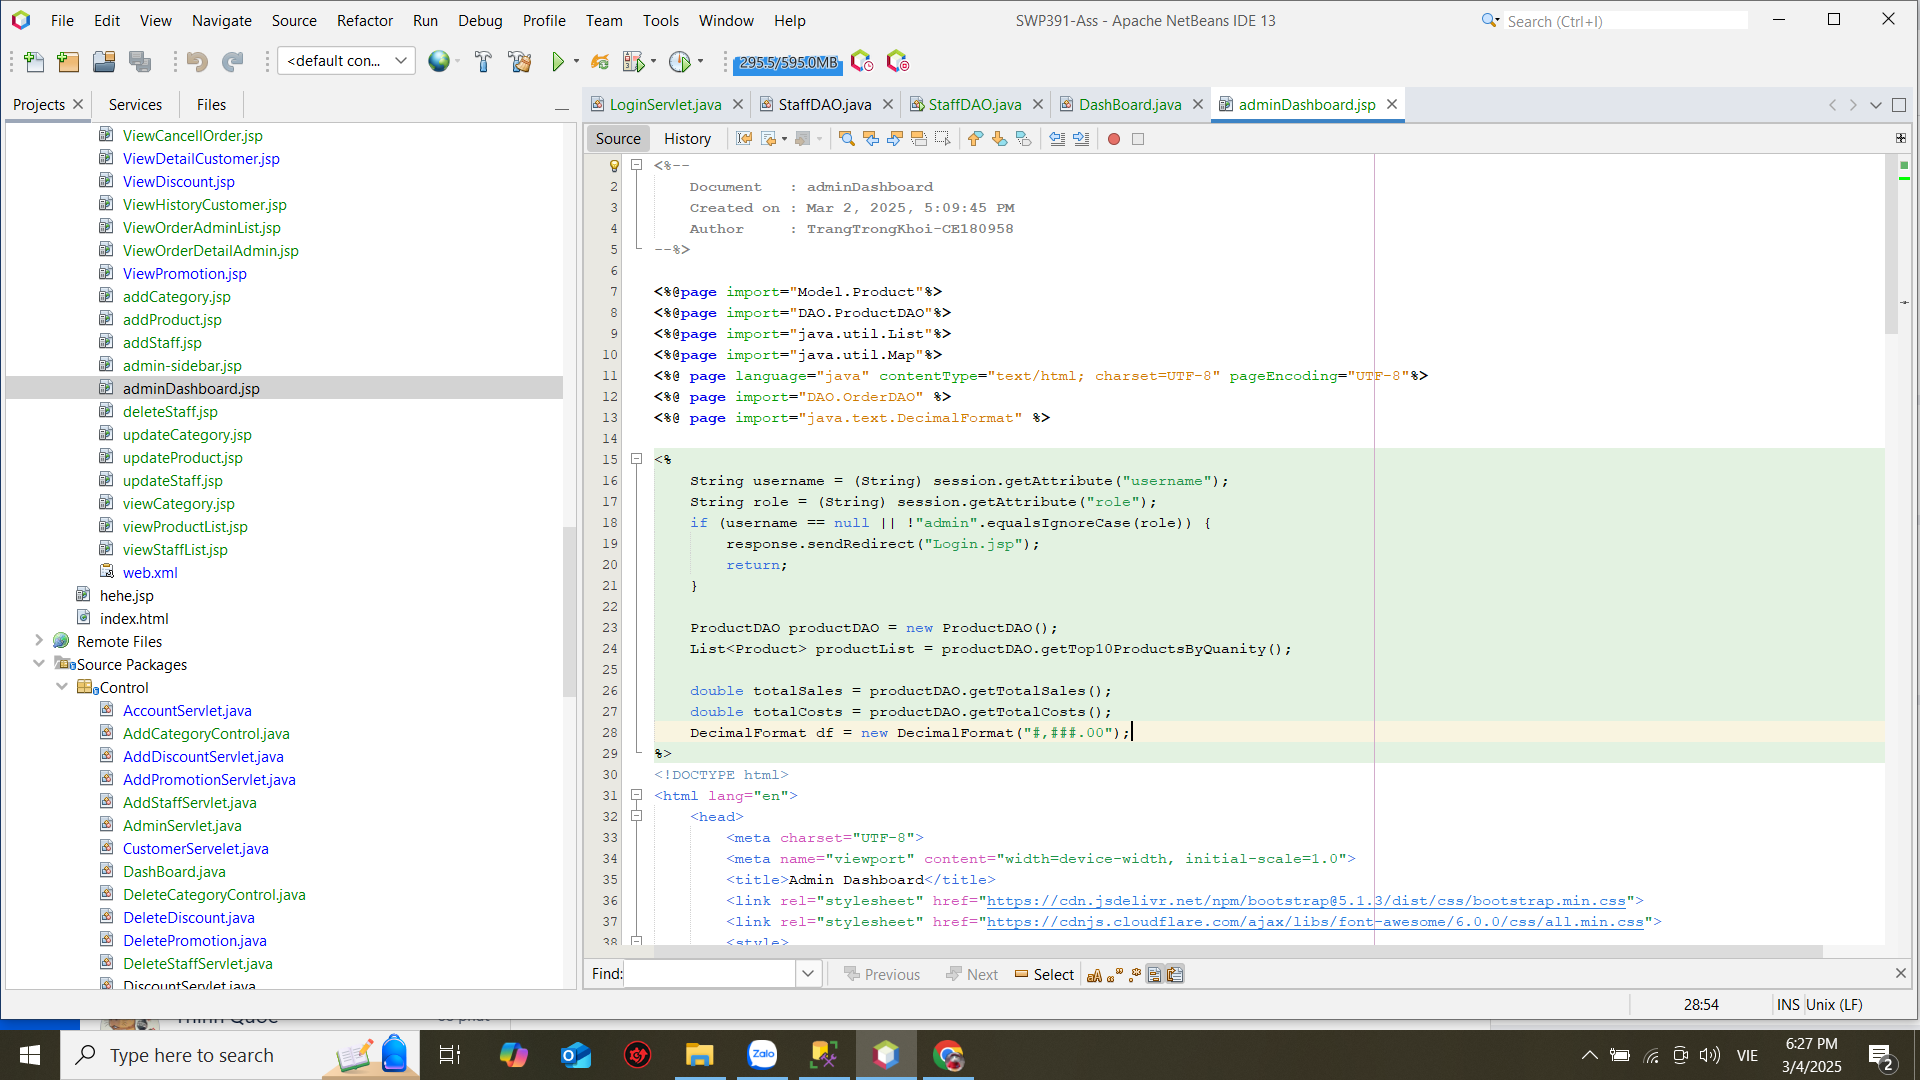 File Edit View Navigate Source Refactor Run Debug Profile Team Tools Window Help
SWP391-Ass - Apache NetBeans IDE 13
Search (Ctrl+I)
<default con...
295.5/595.0MB
Projects Services Files
LoginServlet.java StaffDAO.java StaffDAO.java DashBoard.java adminDashboard.jsp
Source History
ViewCancellOrder.jsp
ViewDetailCustomer.jsp
ViewDiscount.jsp
ViewHistoryCustomer.jsp
ViewOrderAdminList.jsp
ViewOrderDetailAdmin.jsp
ViewPromotion.jsp
addCategory.jsp
addProduct.jsp
addStaff.jsp
admin-sidebar.jsp
adminDashboard.jsp
deleteStaff.jsp
updateCategory.jsp
updateProduct.jsp
updateStaff.jsp
viewCategory.jsp
viewProductList.jsp
viewStaffList.jsp
web.xml
hehe.jsp
index.html
Remote Files
Source Packages
Control
AccountServlet.java
AddCategoryControl.java
AddDiscountServlet.java
AddPromotionServlet.java
AddStaffServlet.java
AdminServlet.java
CustomerServelet.java
DashBoard.java
DeleteCategoryControl.java
DeleteDiscount.java
DeletePromotion.java
DeleteStaffServlet.java
DiscountServlet.java
<%--
2 Document : adminDashboard
3 Created on : Mar 2, 2025, 5:09:45 PM
4 Author : TrangTrongKhoi-CE180958
5 --%>
6
7 <%@page import="Model.Product"%>
8 <%@page import="DAO.ProductDAO"%>
9 <%@page import="java.util.List"%>
10 <%@page import="java.util.Map"%>
11 <%@ page language="java" contentType="text/html; charset=UTF-8" pageEncoding="UTF-8"%>
12 <%@ page import="DAO.OrderDAO" %>
13 <%@ page import="java.text.DecimalFormat" %>
14
15 <%
16 String username = (String) session.getAttribute("username");
17 String role = (String) session.getAttribute("role");
18 if (username == null || !"admin".equalsIgnoreCase(role)) {
19 response.sendRedirect("Login.jsp");
20 return;
21 }
22
23 ProductDAO productDAO = new ProductDAO();
24 List<Product> productList = productDAO.getTop10ProductsByQuanity();
25
26 double totalSales = productDAO.getTotalSales();
27 double totalCosts = productDAO.getTotalCosts();
28 DecimalFormat df = new DecimalFormat("#,###.00");
29 %>
30 <!DOCTYPE html>
31 <html lang="en">
32 <head>
33 <meta charset="UTF-8">
34 <meta name="viewport" content="width=device-width, initial-scale=1.0">
35 <title>Admin Dashboard</title>
36 <link rel="stylesheet" href="https://cdn.jsdelivr.net/npm/bootstrap@5.1.3/dist/css/bootstrap.min.css">
37 <link rel="stylesheet" href="https://cdnjs.cloudflare.com/ajax/libs/font-awesome/6.0.0/css/all.min.css">
38 <style>
Find: Previous Next Select
28:54 INS Unix (LF)
Type here to search
Zalo
VIE
6:27 PM
3/4/2025
2